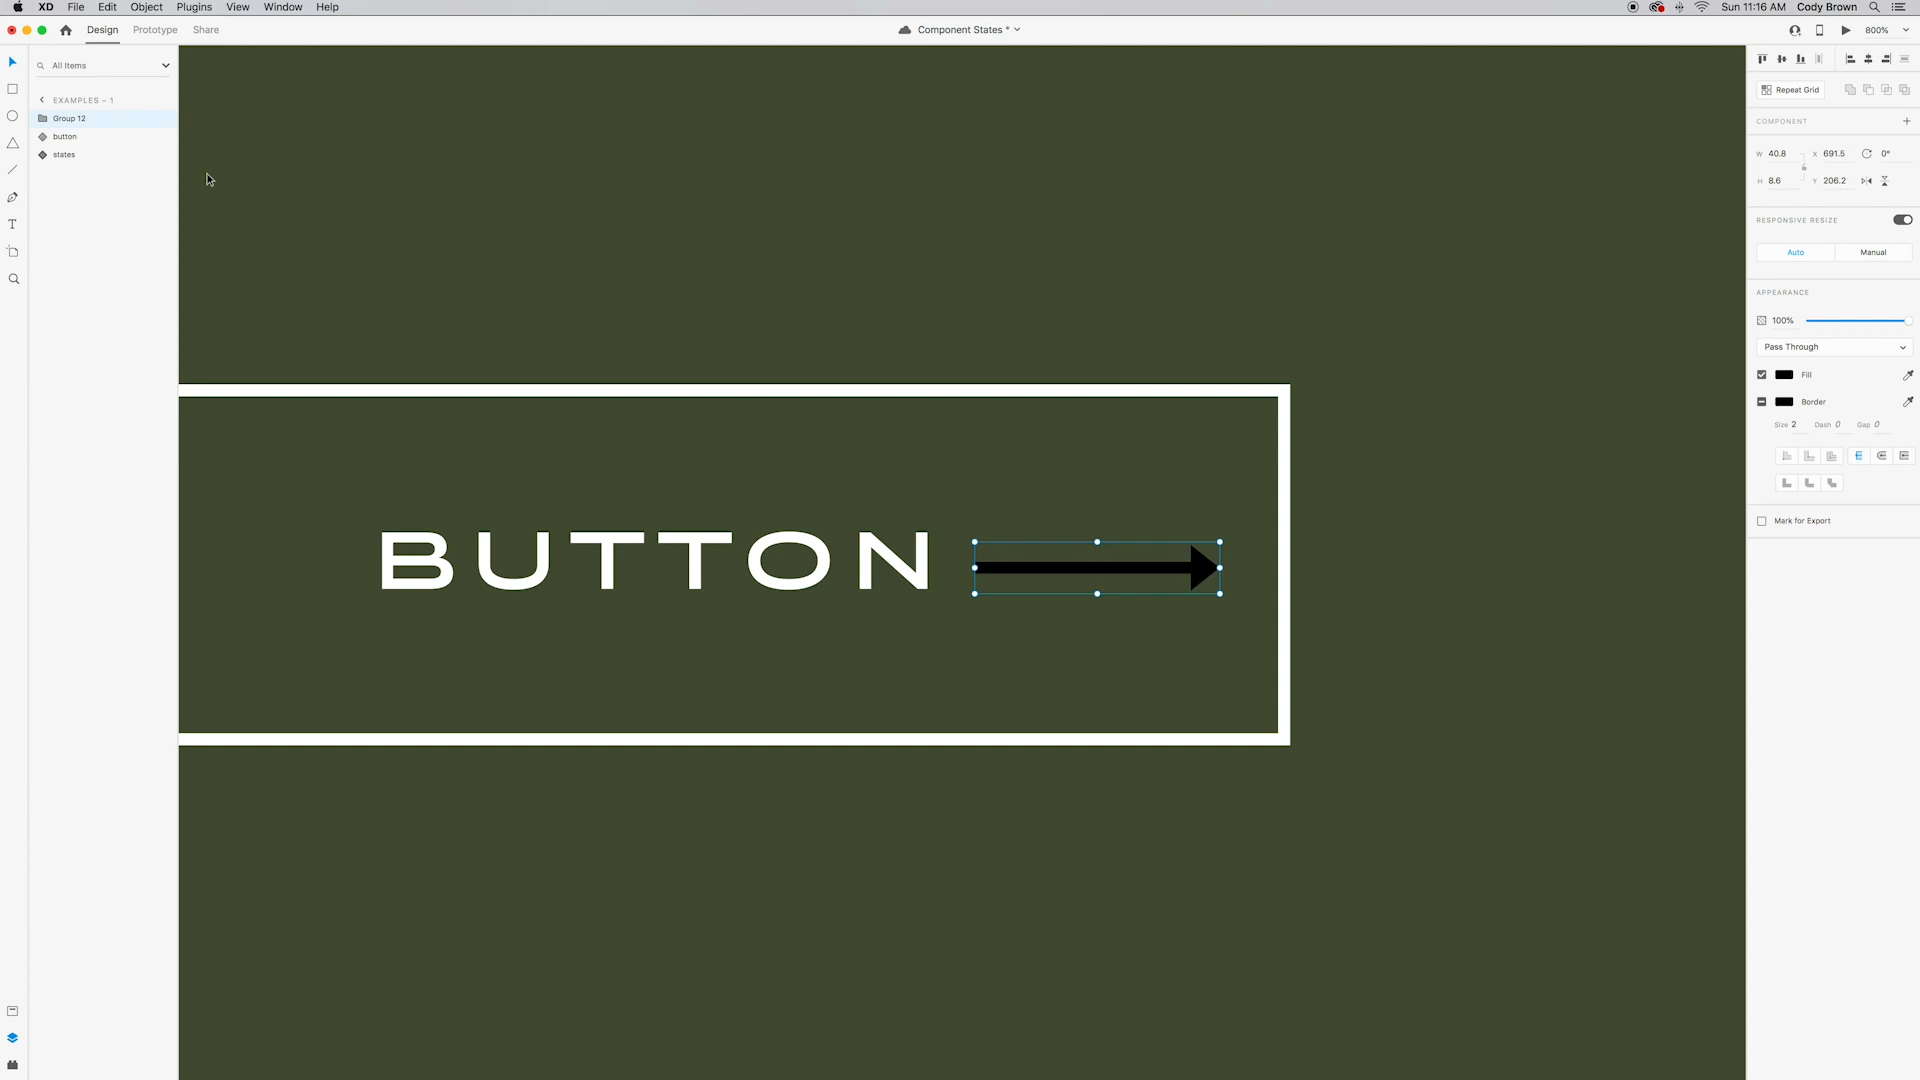 XD File Edit Object Plugins View Window Help
Sun 11:16 AM Cody Brown
Design Prototype Share
Component States *
800%
All Items
EXAMPLES – 1
Group 12
button
states
BUTTON
Repeat Grid
COMPONENT
W 40.8 X 691.5 0°
H 8.6 Y 206.2
RESPONSIVE RESIZE
Auto Manual
APPEARANCE
100%
Pass Through
Fill
Border
Size 2 Dash 0 Gap 0
Mark for Export